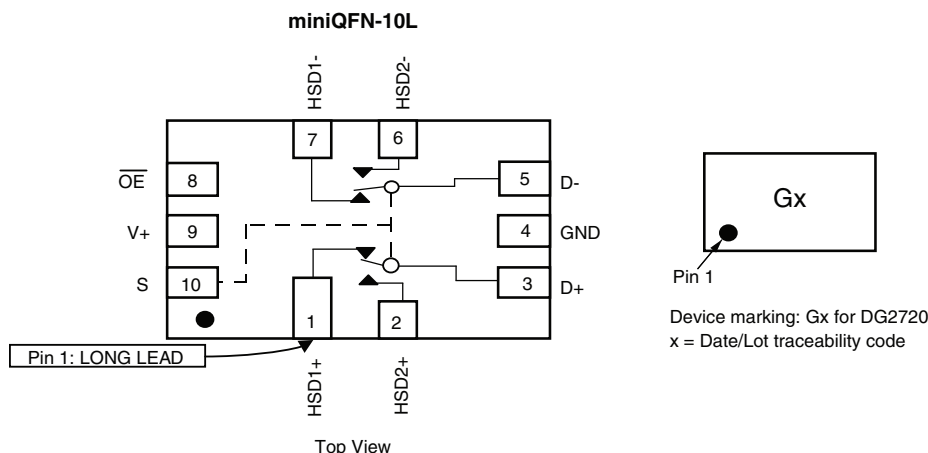 miniQFN-10L
HSD1-
HSD2-
7
6
OE
8
5
D-
V+
9
4
GND
S
10
3
D+
1
2
Pin 1: LONG LEAD
HSD1+
HSD2+
Top View
Gx
Pin 1
Device marking: Gx for DG2720
x = Date/Lot traceability code